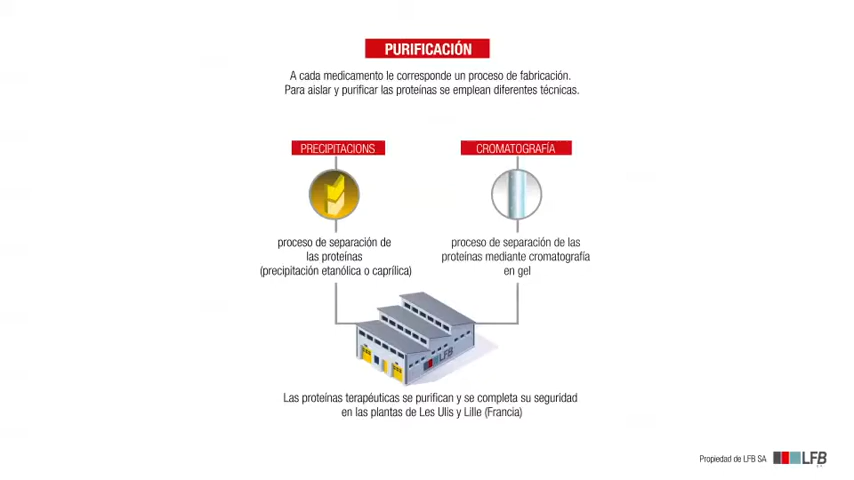 PURIFICACIÓN
A cada medicamento le corresponde un proceso de fabricación.
Para aislar y purificar las proteínas se emplean diferentes técnicas.
PRECIPITACIONS
CROMATOGRAFÍA
proceso de separación de
las proteínas
(precipitación etanólica o caprílica)
proceso de separación de las
proteínas mediante cromatografía
en gel
LFB
Las proteínas terapéuticas se purifican y se completa su seguridad
en las plantas de Les Ulis y Lille (Francia)
Propiedad de LFB SA
LFB